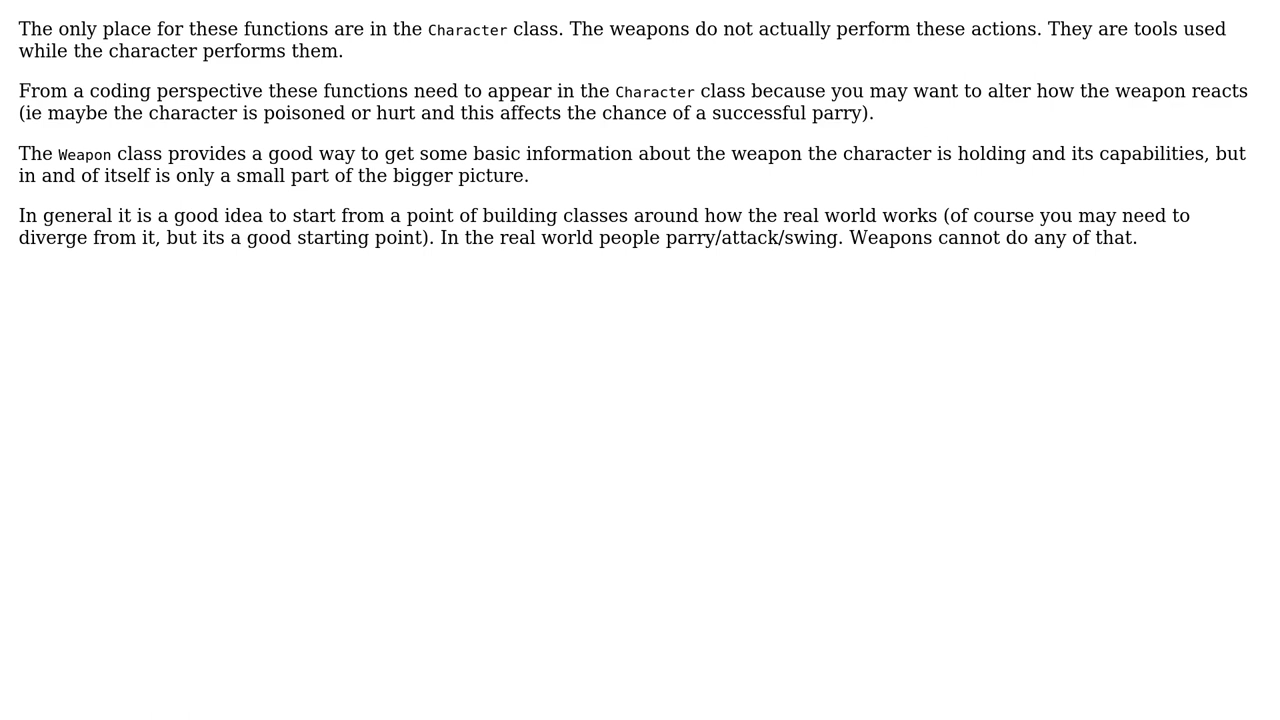 The only place for these functions are in the Character class. The weapons do not actually perform these actions. They are tools used
while the character performs them.
From a coding perspective these functions need to appear in the Character class because you may want to alter how the weapon reacts
(ie maybe the character is poisoned or hurt and this affects the chance of a successful parry).
The Weapon class provides a good way to get some basic information about the weapon the character is holding and its capabilities, but
in and of itself is only a small part of the bigger picture.
In general it is a good idea to start from a point of building classes around how the real world works (of course you may need to
diverge from it, but its a good starting point). In the real world people parry/attack/swing. Weapons cannot do any of that.